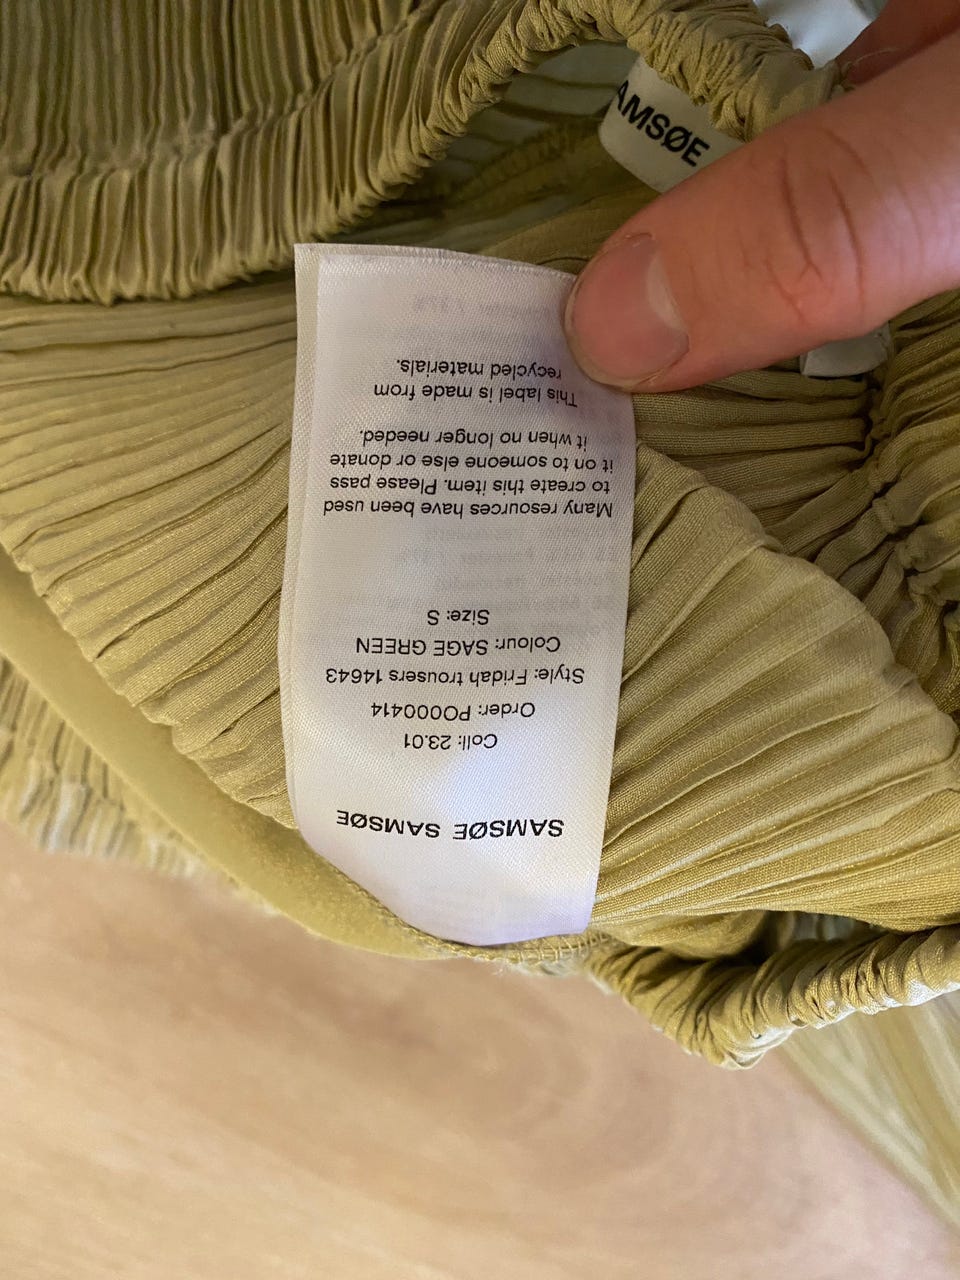 SAMSØE SAMSØE
Coll: 23.01
Order: PO000414
Style: Fridah trousers 14643
Colour: SAGE GREEN
Size: S
Many resources have been used
to create this item. Please pass
it on to someone else or donate
it when no longer needed.
This label is made from
recycled materials.
AMSØE